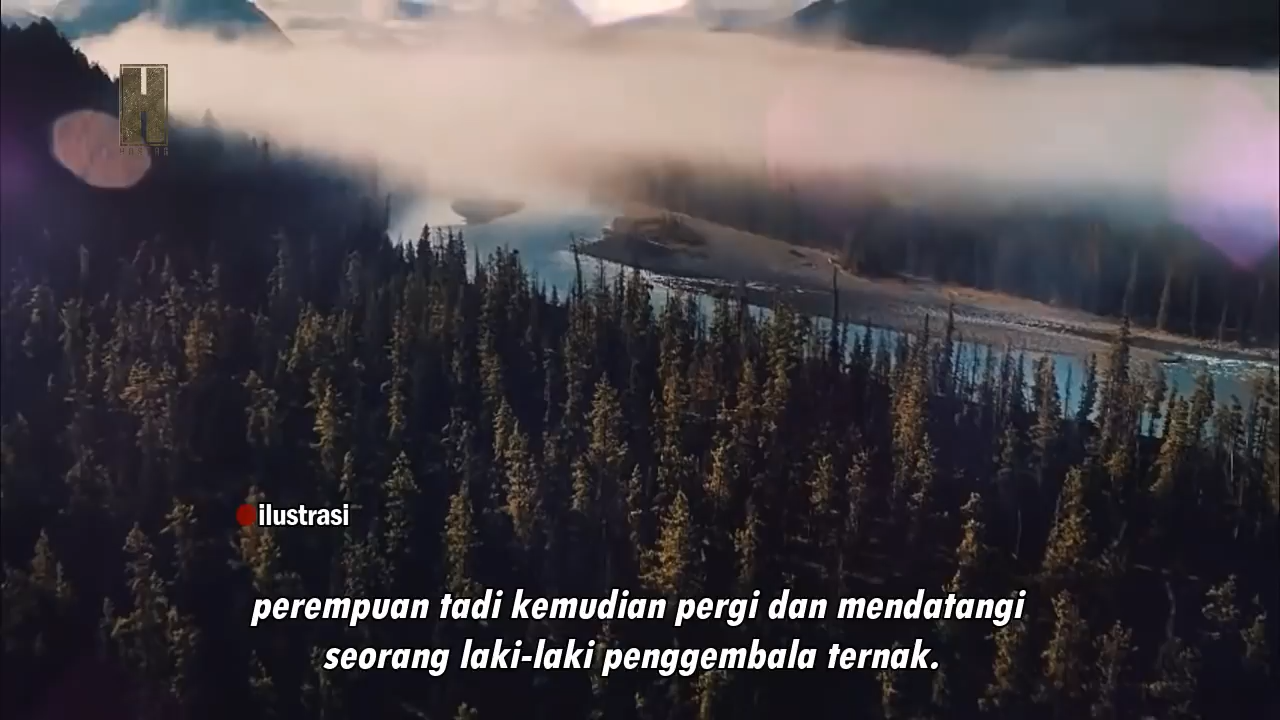 H
ilustrasi
perempuan tadi kemudian pergi dan mendatangi
seorang laki-laki penggembala ternak.